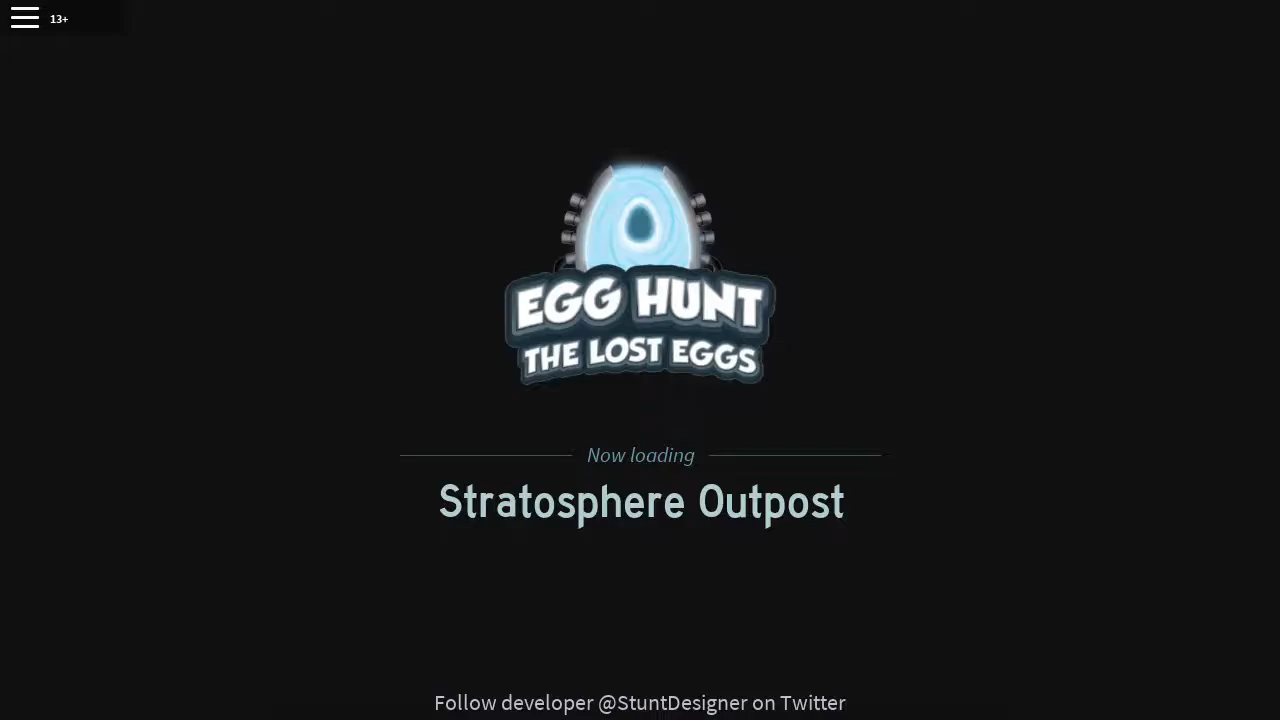 13+
EGG HUNT
THE LOST EGGS
Now loading
Stratosphere Outpost
Follow developer @StuntDesigner on Twitter